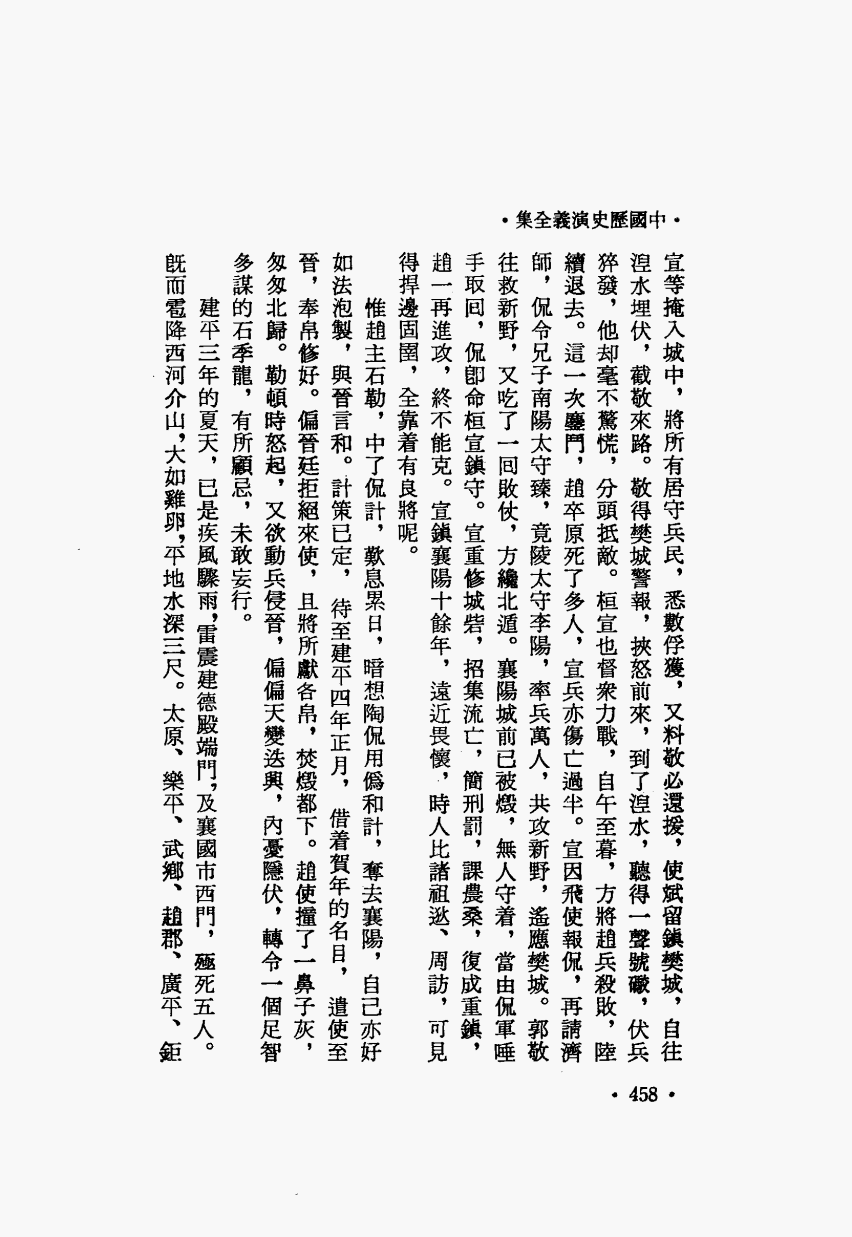 ・中國歷史演義全集・
宣等掩入城中，將所有居守兵民，悉數俘獲，又料敬必還援，使斌留鎮樊城，自往
湼水埋伏，截敬來路。敬得樊城警報，挾怒前來，到了湼水，聽得一聲號礮，伏兵
猝發，他却毫不驚慌，分頭抵敵。桓宣也督衆力戰，自午至暮，方將趙兵殺敗，陸
續退去。這一次鏖鬥，趙卒原死了多人，宣兵亦傷亡過半。宣因飛使報侃，再請濟
師，侃令兄子南陽太守臻，竟陵太守李陽，率兵萬人，共攻新野，遙應樊城。郭敬
往救新野，又吃了一回敗仗，方纔北遁。襄陽城前已被燬，無人守着，當由侃軍唾
手取回，侃卽命桓宣鎮守。宣重修城砦，招集流亡，簡刑罰，課農桑，復成重鎮，
趙一再進攻，終不能克。宣鎮襄陽十餘年，遠近畏懷，時人比諸祖逖、周訪，可見
得捍邊固圉，全靠着有良將呢。
惟趙主石勒，中了侃計，歎息累日，暗想陶侃用僞和計，奪去襄陽，自己亦好
如法泡製，與晉言和。計策已定，待至建平四年正月，借着賀年的名目，遣使至
晉，奉帛修好。偏晉廷拒絕來使，且將所獻各帛，焚燬都下。趙使撞了一鼻子灰，
匆匆北歸。勒頓時怒起，又欲動兵侵晉，偏偏天變迭興，內憂隱伏，轉令一個足智
多謀的石季龍，有所顧忌，未敢妄行。
建平三年的夏天，已是疾風驟雨，雷震建德殿端門，及襄國市西門，殛死五人。
旣而雹降西河介山，大如雞卵，平地水深三尺。太原、樂平、武鄉、趙郡、廣平、鉅
・458・